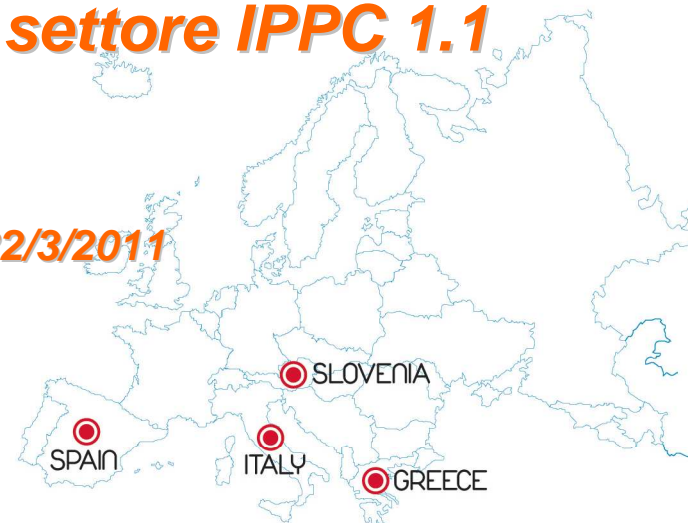 settore IPPC 1.1
2/3/2011
SLOVENIA
SPAIN
ITALY
GREECE